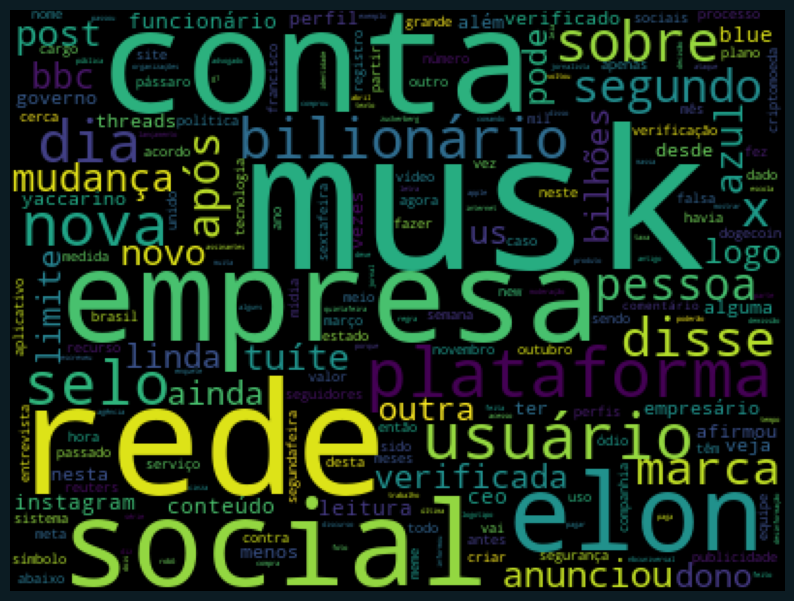 post
funcionário
perfil
grande
além
verificado
sociais
processo
conta
pode
sobre
blue
bbc
site
pássaro
francisco
registro
partir
número
outro
apenas
plano
segundo
governo
cerca
threads
política
criptomoeda
dia
acordo
após
bilionário
mil
bilhões
verificação
mês
azul
desde
fez
mudança
tecnologia
musk
vez
video
agora
fazer
neste
dado
falsa
yaccarino
unido
nova
ano
sextafeira
vezes
us
caso
havia
x
dogecoin
novo
logo
medida
limite
empresa
pessoa
aplicativo
brasil
mídia
meio
março
estado
new
semana
sendo
comentário
alguma
disse
recurso
linda
tuíte
novembro
outubro
plataforma
selo
ainda
valor
seguidores
rede
outra
ter
perfis
empresário
entrevista
hora
passado
nesta
serviço
segundafeira
desta
então
sido
meses
usuário
ódio
afirmou
têm
veja
reuters
verificada
marca
instagram
conteúdo
leitura
ceo
uso
companhia
elon
equipe
sistema
meta
símbolo
abaixo
social
contra
menos
todo
antes
vai
criar
segurança
publicidade
anunciou
dono